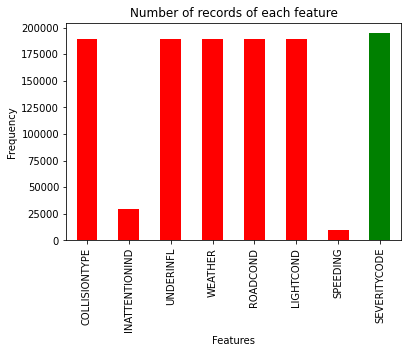 Number of records of each feature
Frequency
200000
175000
150000
125000
100000
75000
50000
25000
0
COLLISIONTYPE
INATTENTIONIND
UNDERINFL
WEATHER
ROADCOND
LIGHTCOND
SPEEDING
SEVERITYCODE
Features